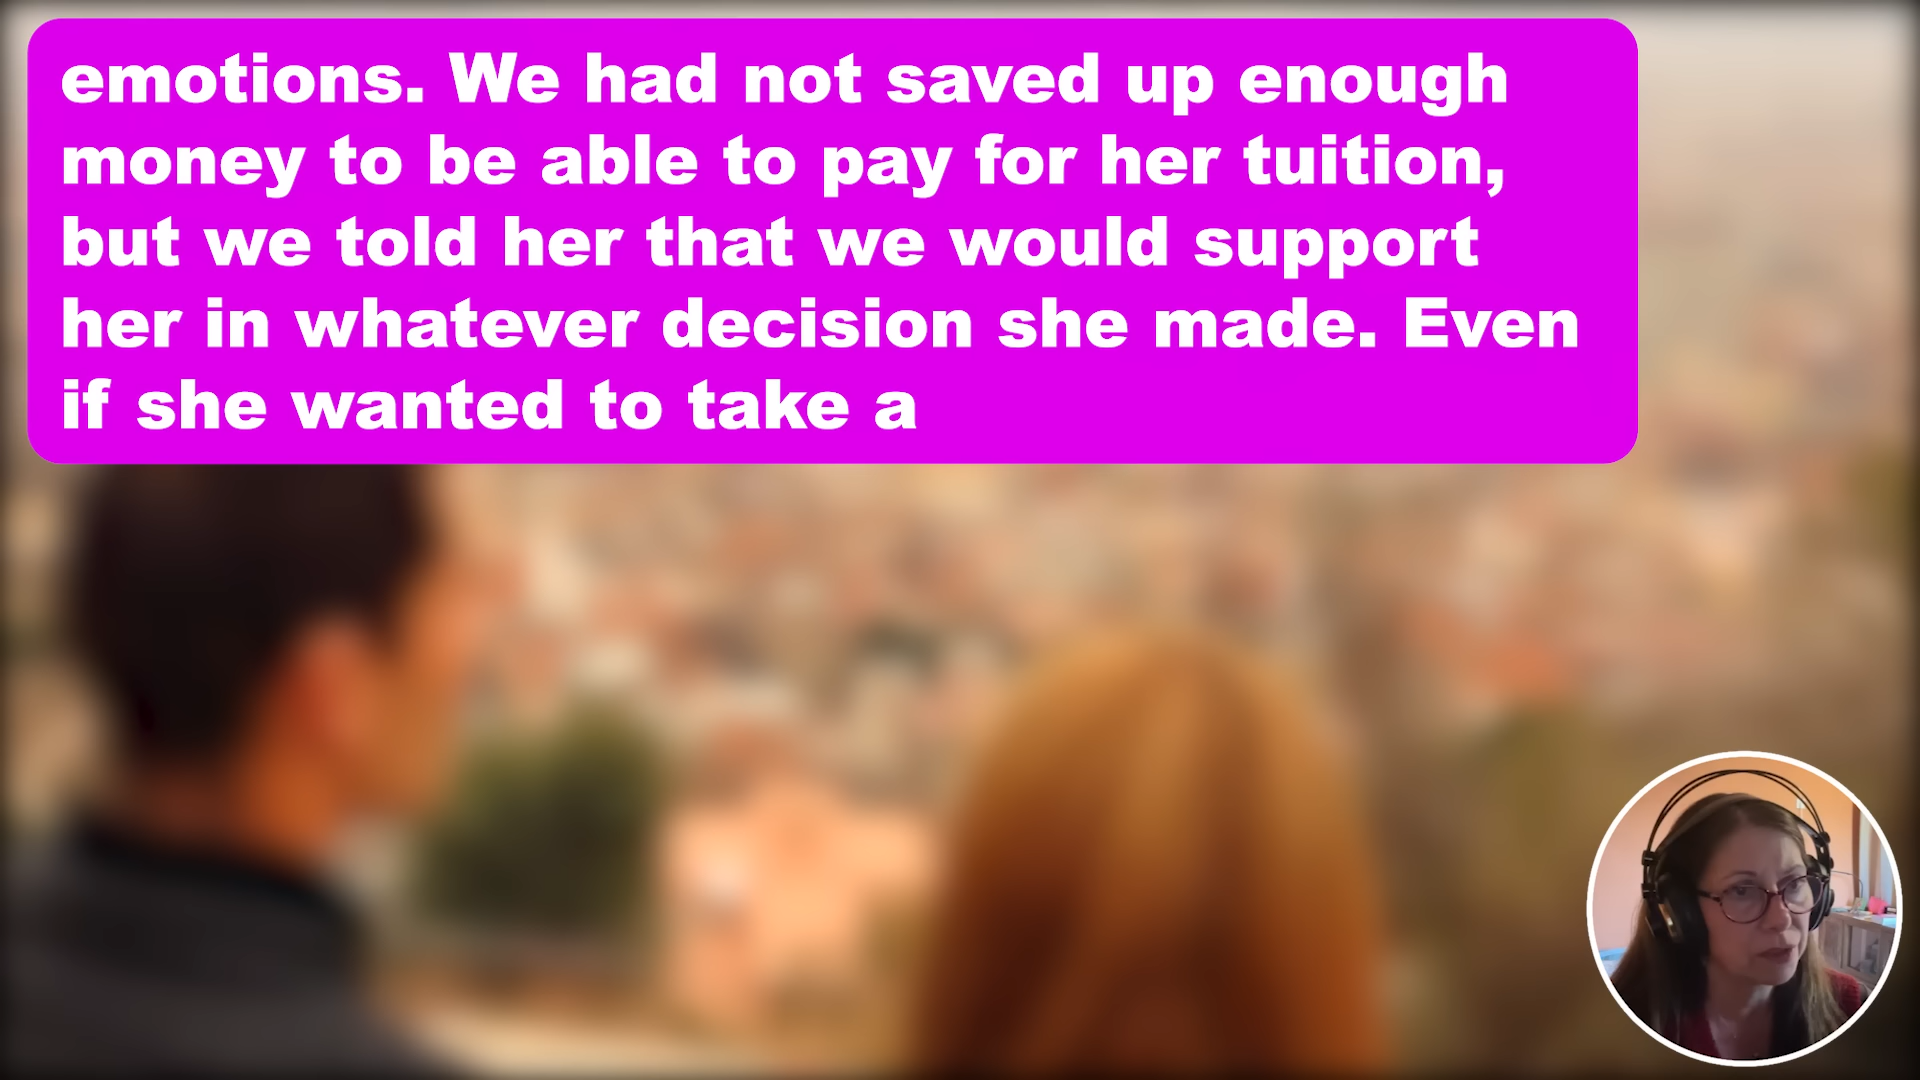 emotions. We had not saved up enough
money to be able to pay for her tuition,
but we told her that we would support
her in whatever decision she made. Even
if she wanted to take a